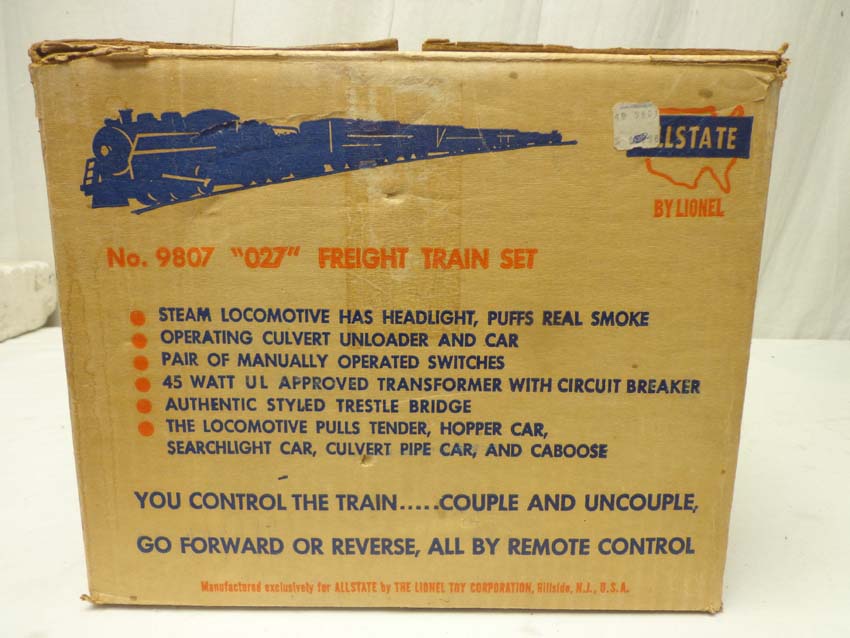 ALLSTATE
BY LIONEL
No. 9807 "027" FREIGHT TRAIN SET
STEAM LOCOMOTIVE HAS HEADLIGHT, PUFFS REAL SMOKE
OPERATING CULVERT UNLOADER AND CAR
PAIR OF MANUALLY OPERATED SWITCHES
45 WATT UL APPROVED TRANSFORMER WITH CIRCUIT BREAKER
AUTHENTIC STYLED TRESTLE BRIDGE
THE LOCOMOTIVE PULLS TENDER, HOPPER CAR,
SEARCHLIGHT CAR, CULVERT PIPE CAR, AND CABOOSE
YOU CONTROL THE TRAIN.....COUPLE AND UNCOUPLE,
GO FORWARD OR REVERSE, ALL BY REMOTE CONTROL
Manufactured exclusively for ALLSTATE by THE LIONEL TOY CORPORATION, Hillside, N.J., U.S.A.